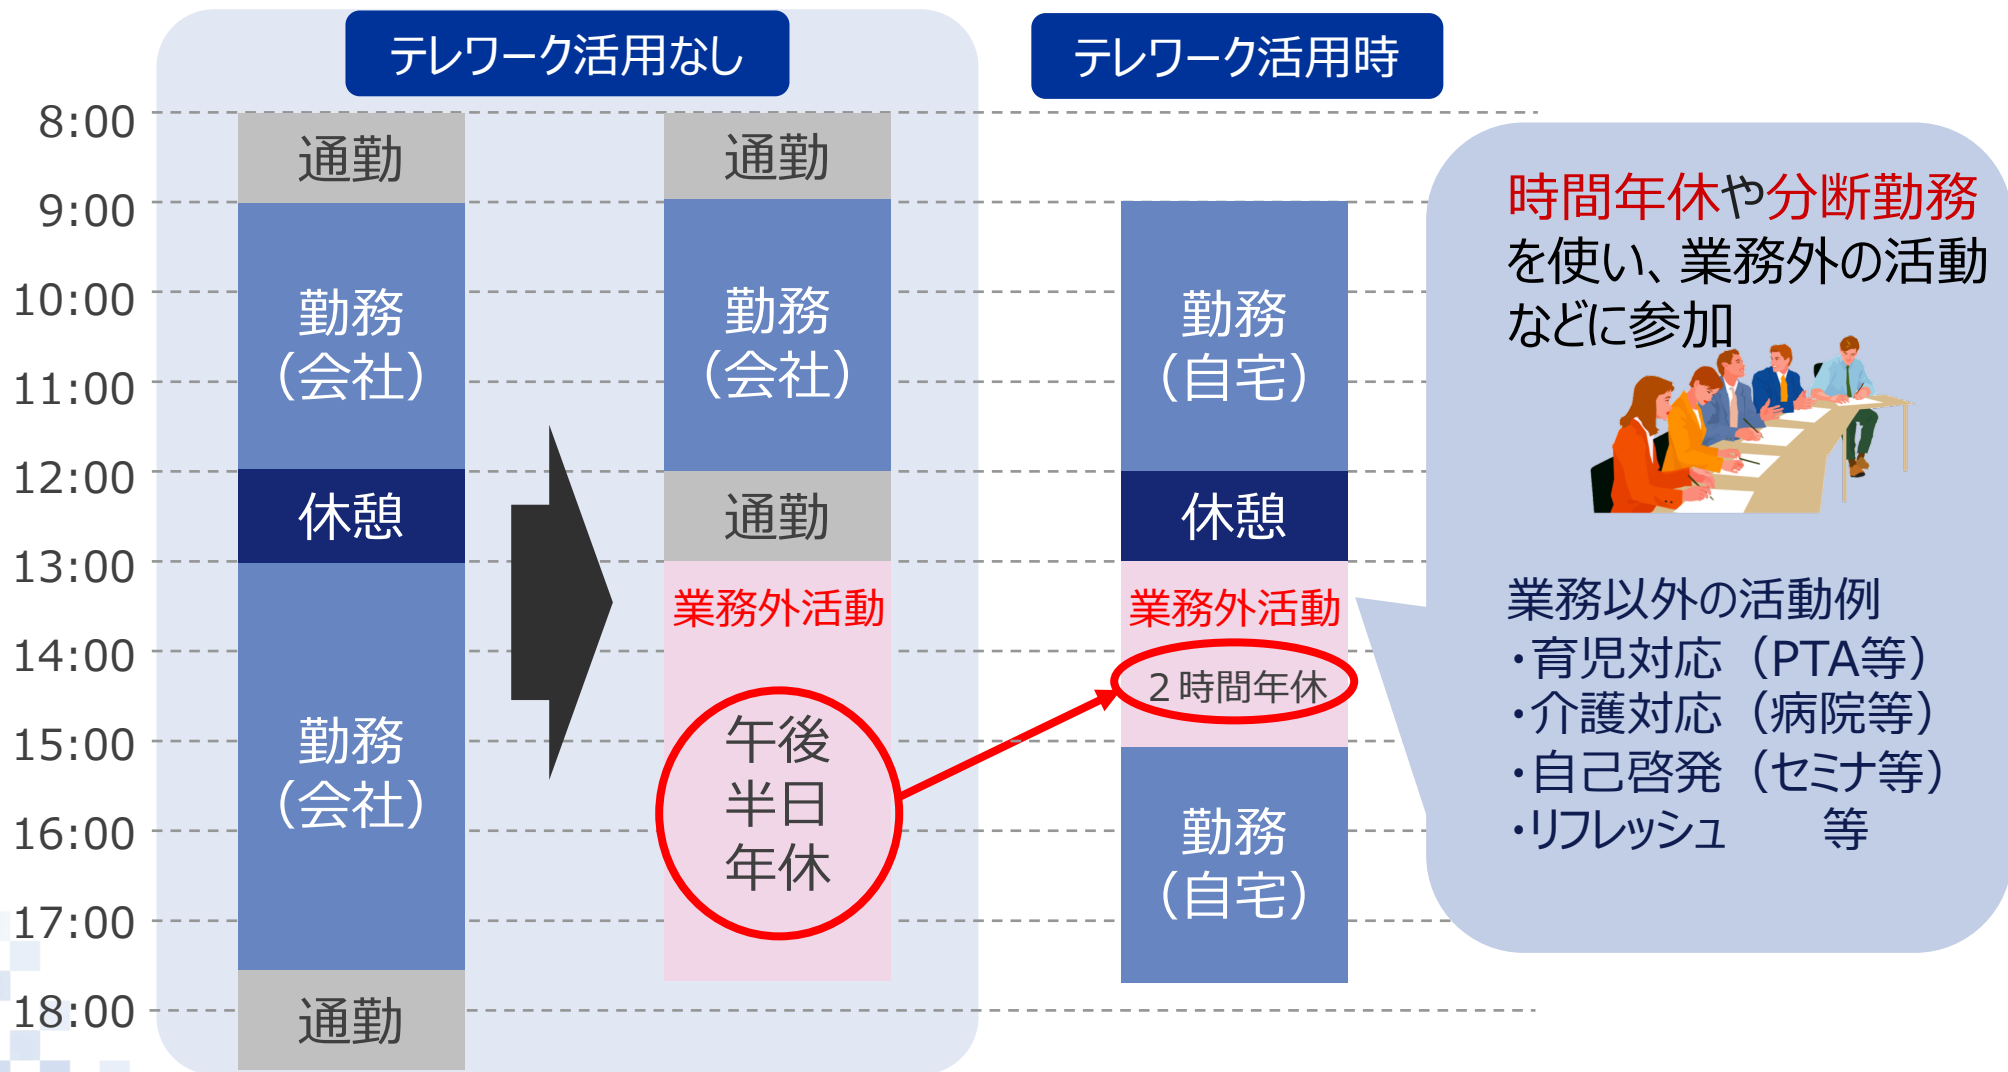 テレワーク活用なし
テレワーク活用時
8:00
9:00
10:00
11:00
12:00
13:00
14:00
15:00
16:00
17:00
18:00
通勤
勤務
（会社）
休憩
勤務
（会社）
通勤
通勤
勤務
（会社）
通勤
業務外活動
午後
半日
年休
勤務
（自宅）
休憩
業務外活動
２時間年休
勤務
（自宅）
時間年休や分断勤務
を使い、業務外の活動
などに参加
業務以外の活動例
・育児対応（PTA等）
・介護対応（病院等）
・自己啓発（セミナ等）
・リフレッシュ　　等